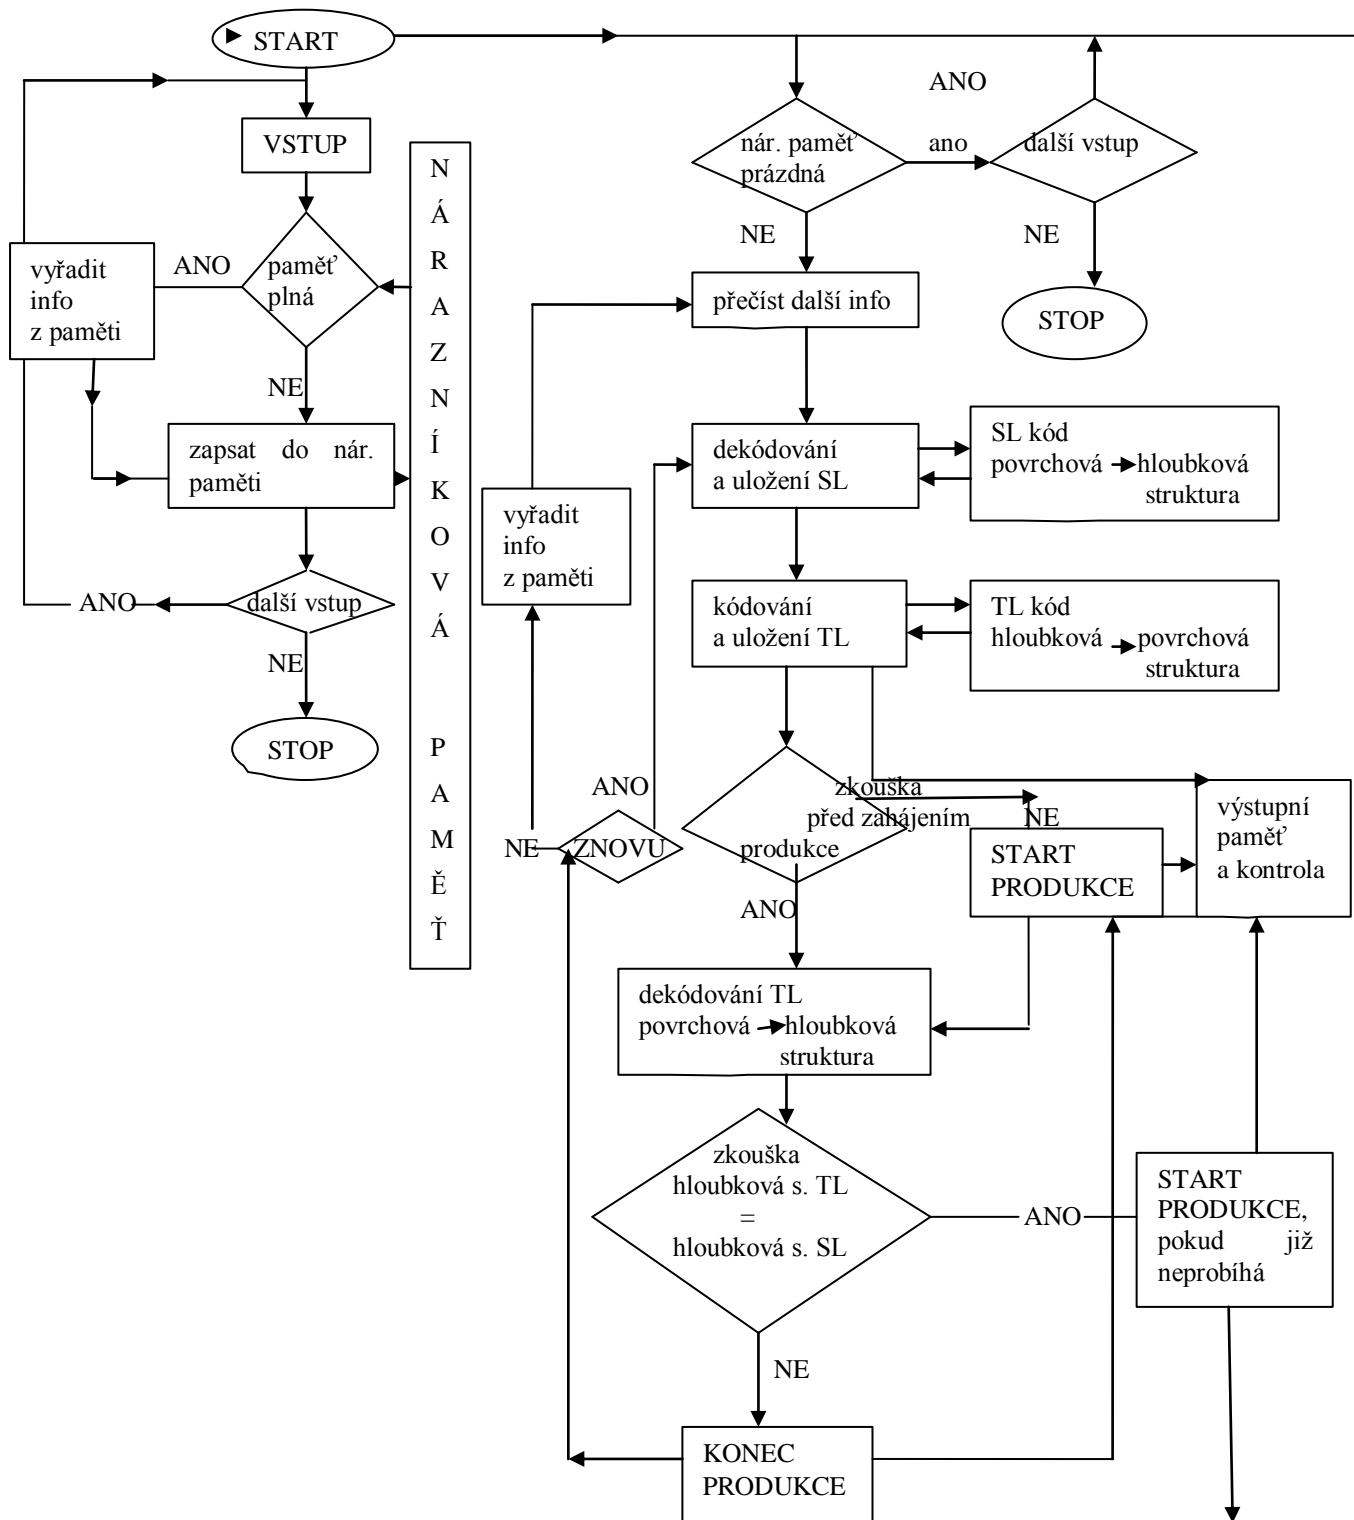 START
VSTUP
paměť
plná
ANO
vyřadit
info
z paměti
NE
zapsat do nár.
paměti
další vstup
ANO
NE
STOP
N
Á
R
A
Z
N
Í
K
O
V
Á
P
A
M
Ě
Ť
nár. paměť
prázdná
ano
další vstup
ANO
NE
STOP
NE
přečíst další info
dekódování
a uložení SL
SL kód
povrchová hloubková
struktura
vyřadit
info
z paměti
kódování
a uložení TL
TL kód
hloubková povrchová
struktura
zkouška
před zahájením
produkce
NE
START
PRODUKCE
výstupní
paměť
a kontrola
ANO
NE ZNOVU
ANO
dekódování TL
povrchová hloubková
struktura
zkouška
hloubková s. TL
=
hloubková s. SL
ANO
START
PRODUKCE,
pokud již
neprobíhá
NE
KONEC
PRODUKCE